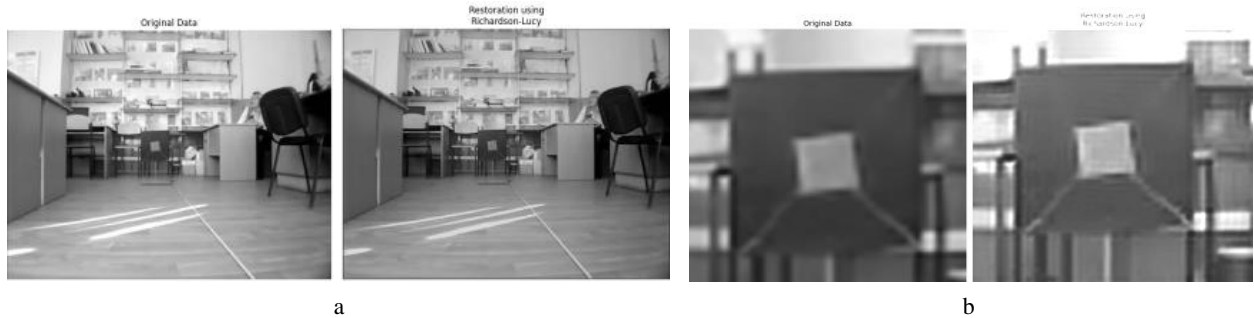 Original Data
Restoration using
Richardson-Lucy
Original Data
Restoration using
Richardson-Lucy
a
b